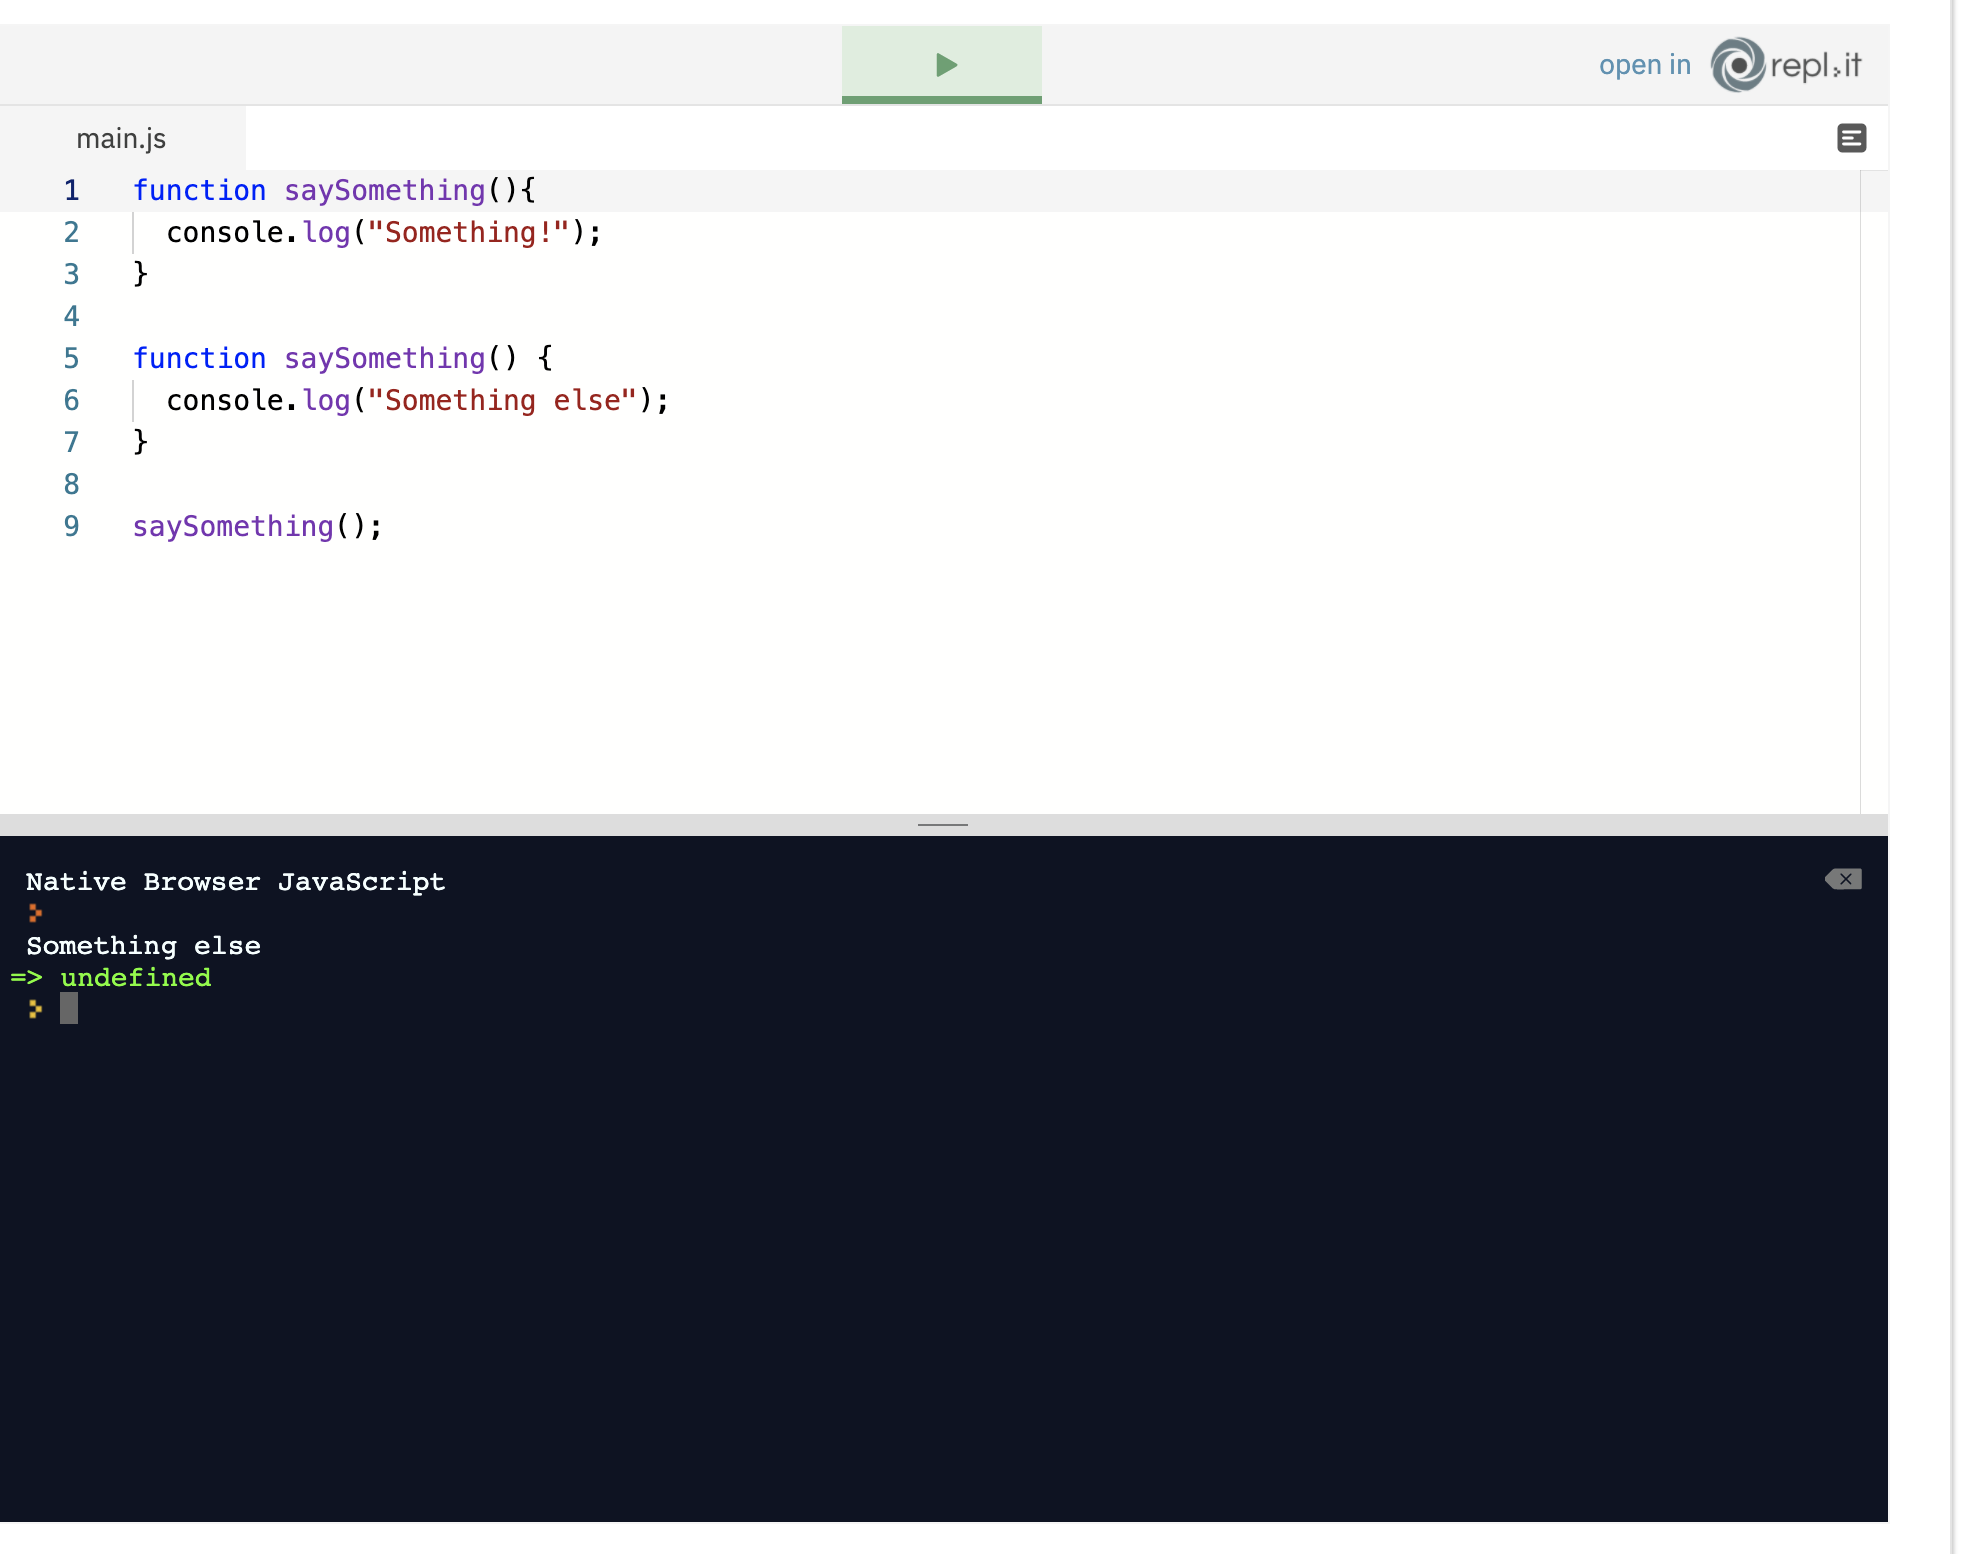 open in repl.it
main.js
1 function saySomething(){
2   console.log("Something!");
3 }
4
5 function saySomething() {
6   console.log("Something else");
7 }
8
9 saySomething();
Native Browser JavaScript
Something else
=> undefined